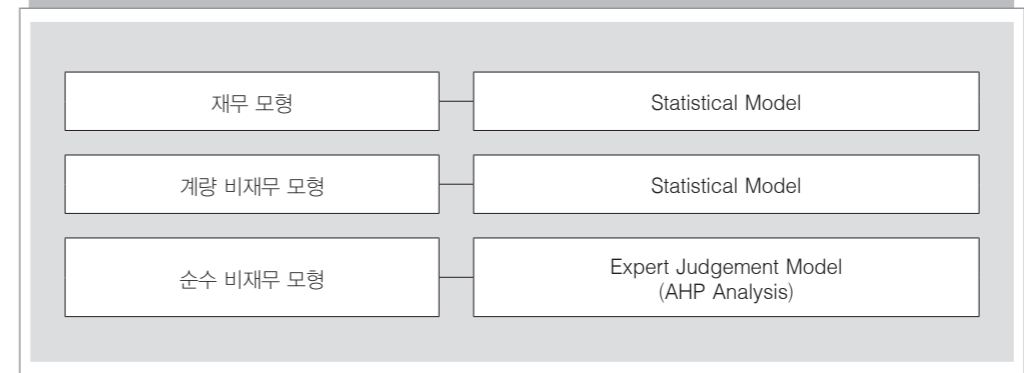 재무 모형
Statistical Model
계량 비재무 모형
Statistical Model
순수 비재무 모형
Expert Judgement Model
(AHP Analysis)